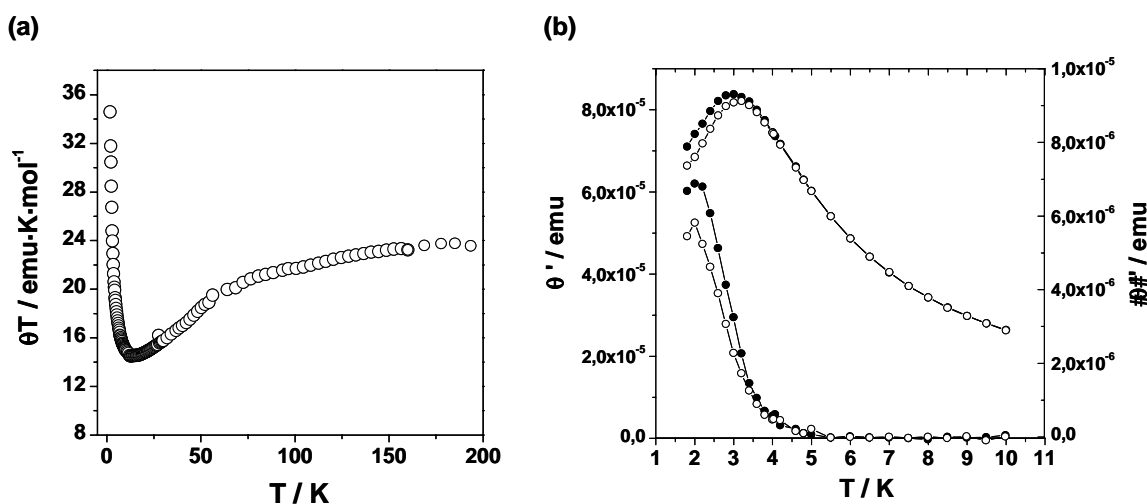 (a)
θT / emu·K·mol⁻¹
36
32
28
24
20
16
12
8
0
50
100
150
200
T / K
(b)
θ ' / emu
8,0x10⁻⁵
6,0x10⁻⁵
4,0x10⁻⁵
2,0x10⁻⁵
0,0
1
2
3
4
5
6
7
8
9
10
11
T / K
1,0x10⁻⁵
8,0x10⁻⁶
6,0x10⁻⁶
4,0x10⁻⁶
2,0x10⁻⁶
0,0
/ emu